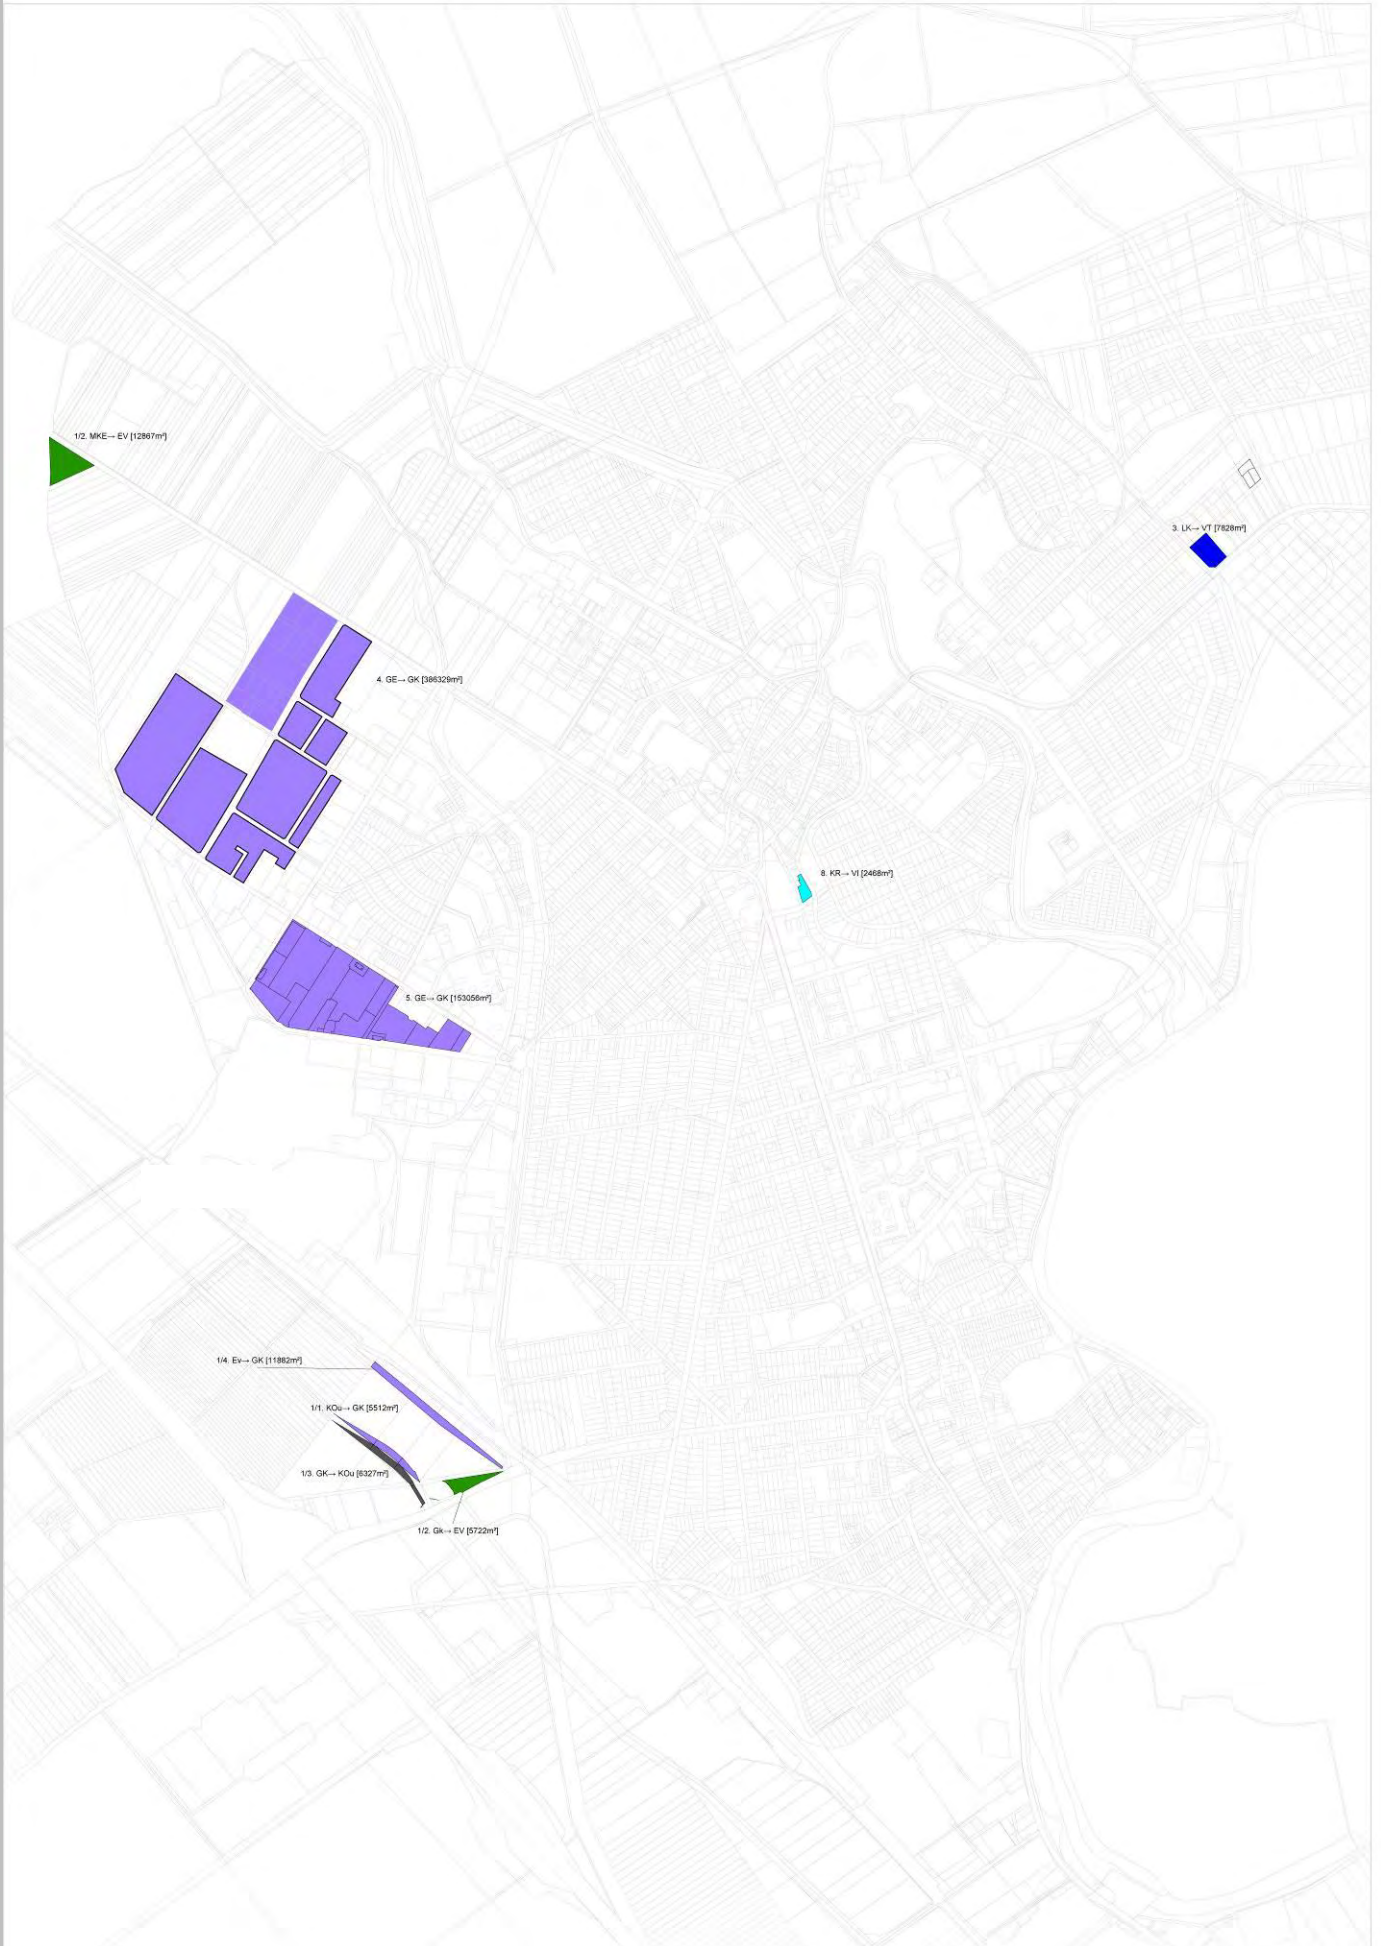 1/2. MKE→ EV [12867m²]
3. LK→ VT [7828m²]
4. GE→ GK [386329m²]
8. KR→ VI [2468m²]
5. GE→ GK [153056m²]
1/4. Ev→ GK [11882m²]
1/1. KOu→ GK [5512m²]
1/3. GK→ KOu [6327m²]
1/2. Gk→ EV [5722m²]